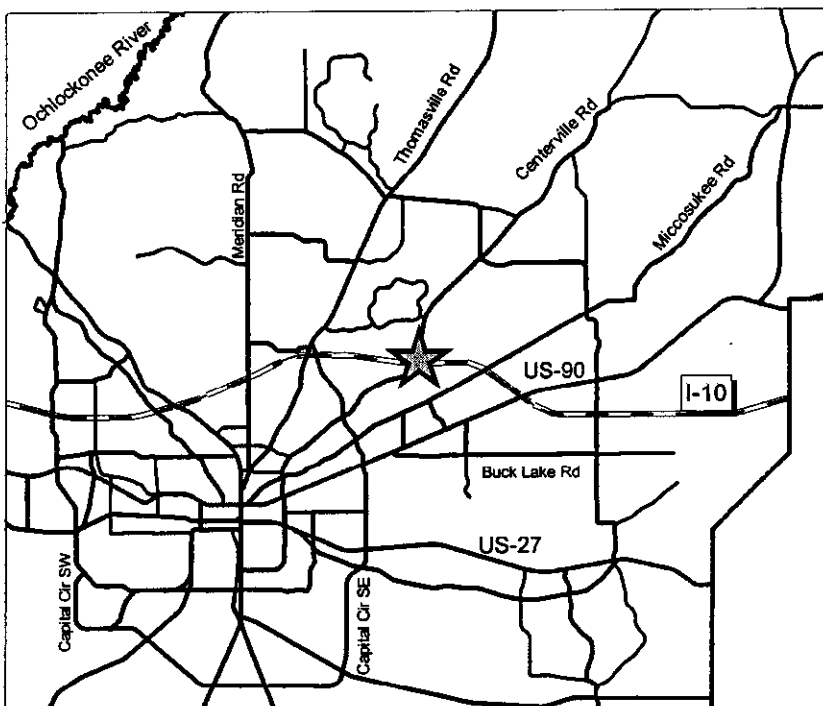 Ochlockonee River
Thomasville Rd
Centerville Rd
Meridian Rd
Miccosukee Rd
US-90
I-10
Buck Lake Rd
US-27
Capital Cir SW
Capital Cir SE